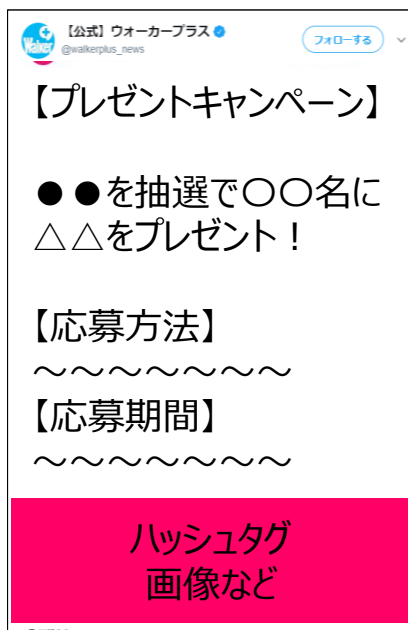 【公式】ウォーカープラス
@walkerplus_news
フォローする
Walker
【プレゼントキャンペーン】
●●を抽選で〇〇名に
△△をプレゼント！
【応募方法】
～～～～～～～
【応募期間】
～～～～～～～
ハッシュタグ
画像など